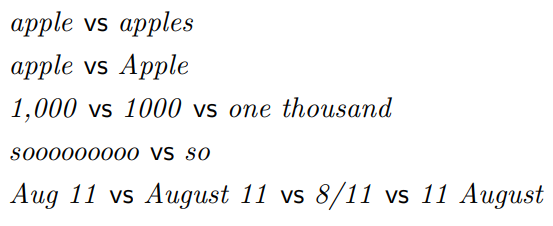 apple vs apples
apple vs Apple
1,000 vs 1000 vs one thousand
soooooooooo vs so
Aug 11 vs August 11 vs 8/11 vs 11 August